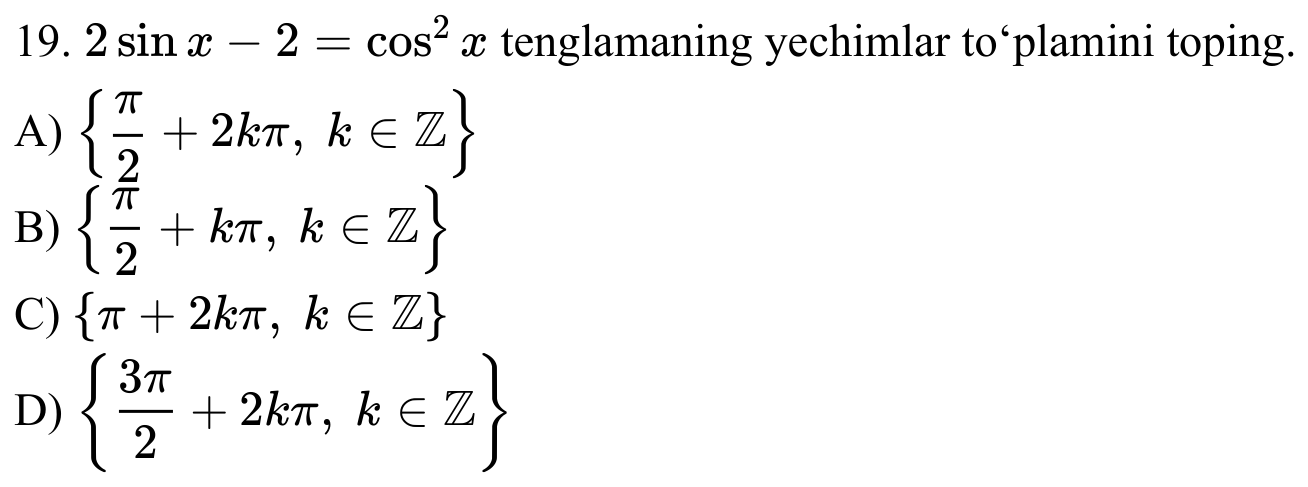 19. 2 sin x − 2 = cos² x tenglamaning yechimlar to‘plamini toping.
A) {π/2 + 2kπ, k ∈ ℤ}
B) {π/2 + kπ, k ∈ ℤ}
C) {π + 2kπ, k ∈ ℤ}
D) {3π/2 + 2kπ, k ∈ ℤ}